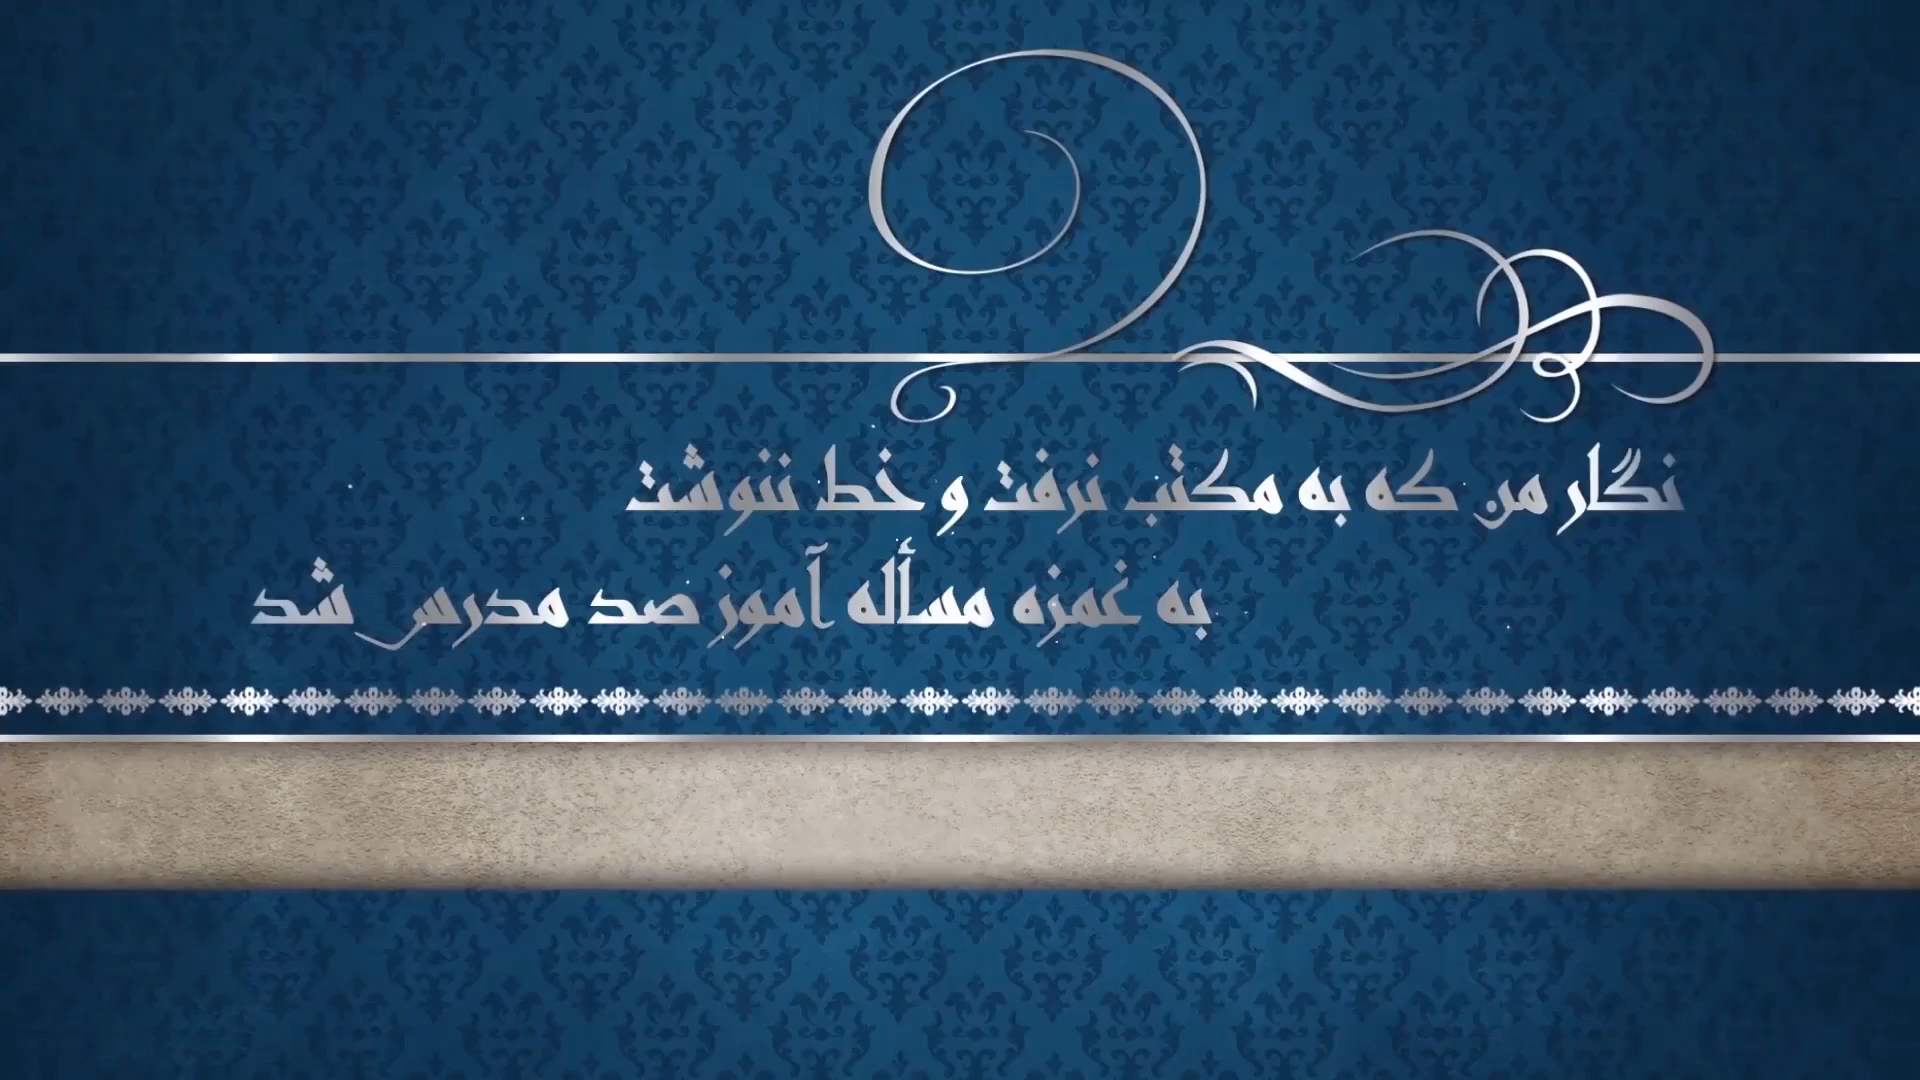 نگار من که به مکتب نرفت و خط ننوشت
به غمزه مسأله آموز صد مدرس شد